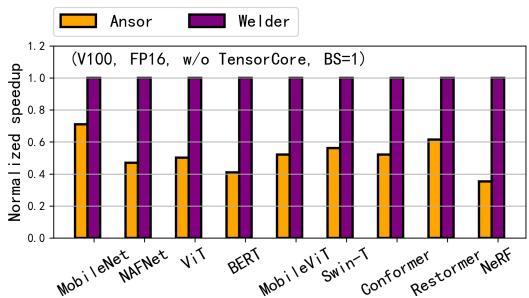 Ansor Welder
(V100, FP16, w/o TensorCore, BS=1)
Normalized speedup
1.2
1.0
0.8
0.6
0.4
0.2
0.0
MobileNet NAFNet ViT BERT MobileViT Swin-T Conformer Restormer NeRF